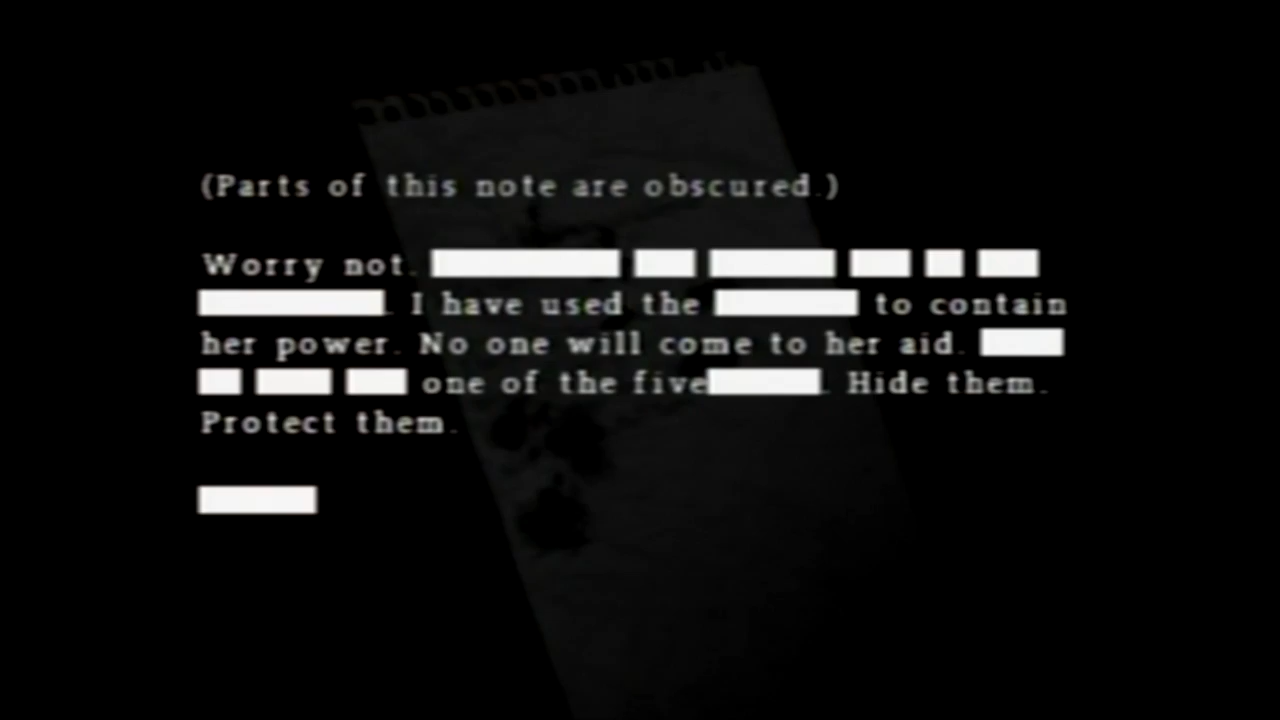 (Parts of this note are obscured.)
Worry not.
. I have used the to contain
her power. No one will come to her aid.
one of the five . Hide them.
Protect them.